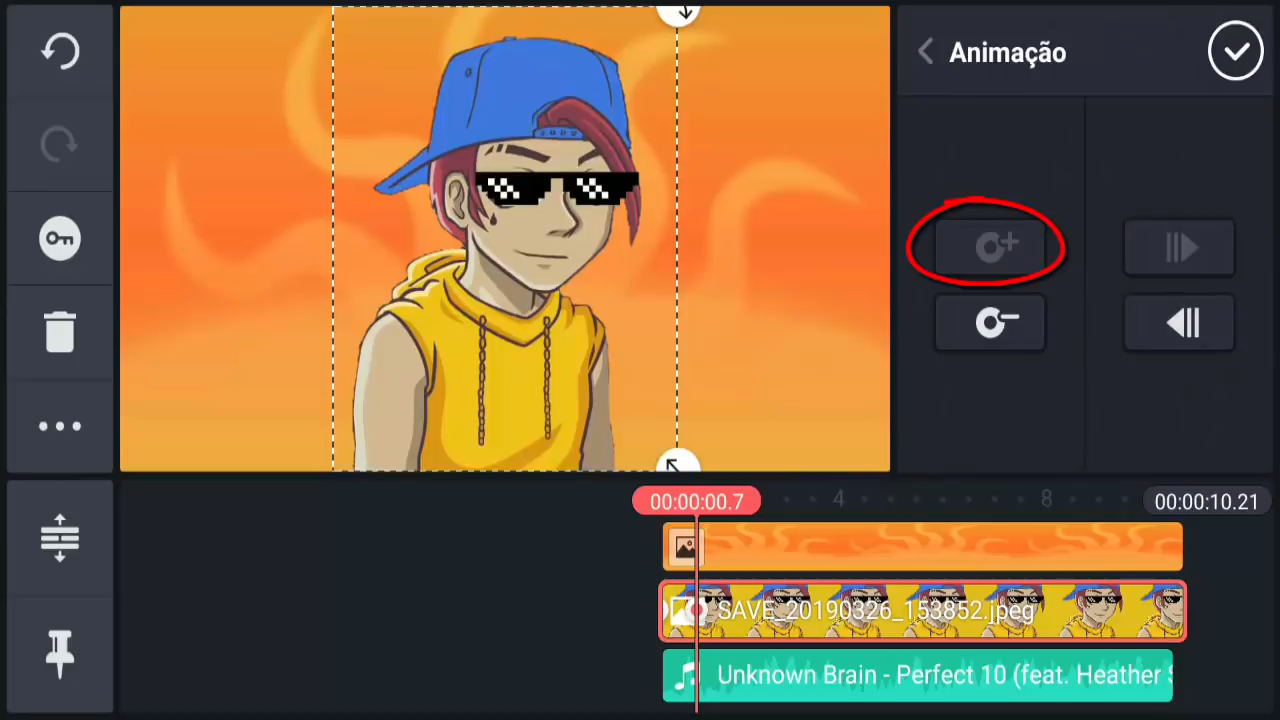 Animação
00:00:00.7
4
8
00:00:10.21
SAVE_20190326_153852.jpeg
Unknown Brain - Perfect 10 (feat. Heather S